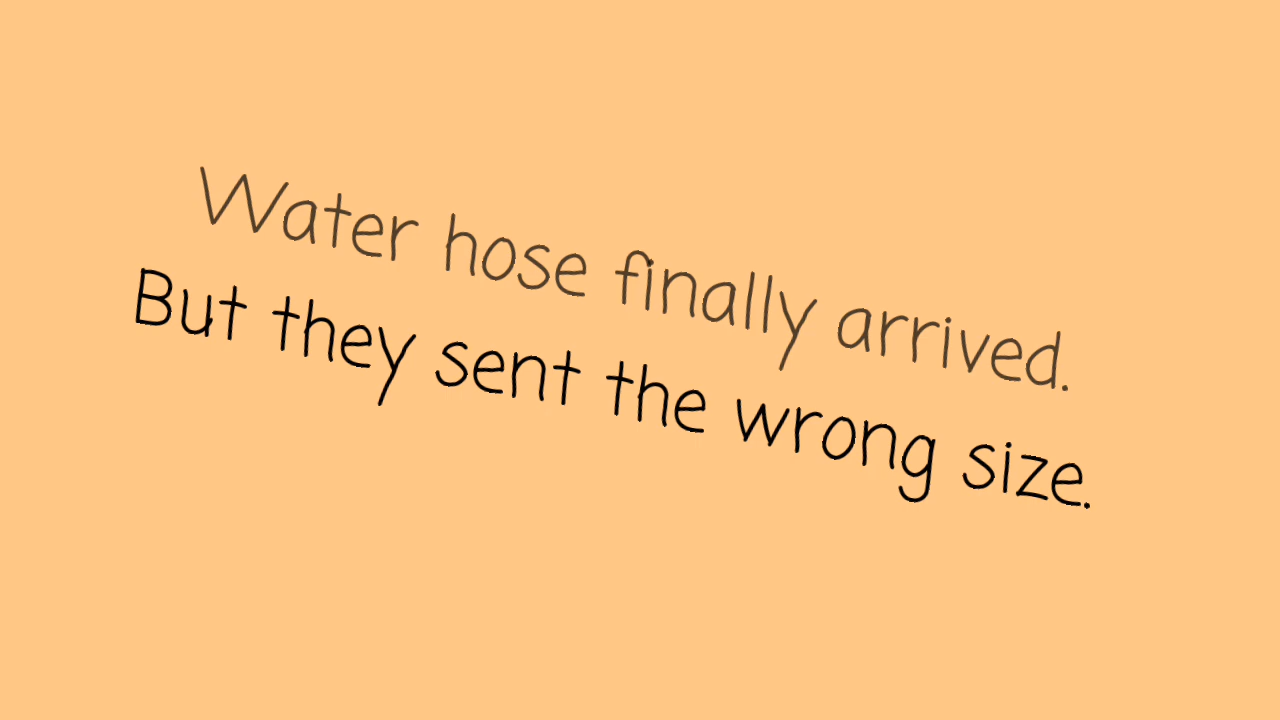 Water hose finally arrived.
But they sent the wrong size.